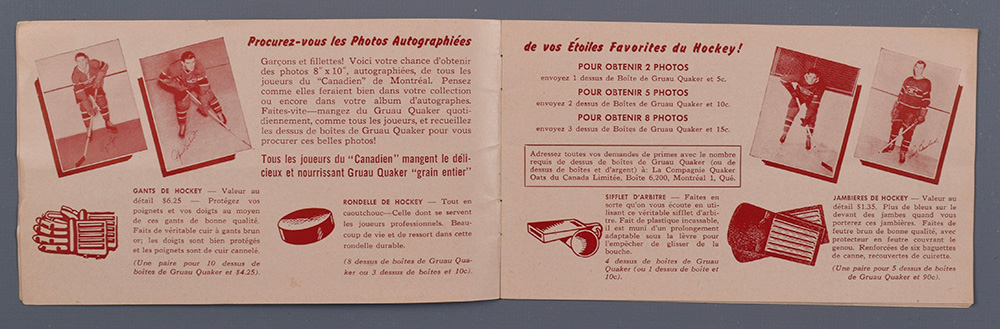 Procurez-vous les Photos Autographiées
Garçons et fillettes! Voici votre chance d'obtenir
des photos 8"x10", autographiées, de tous les
joueurs du "Canadien" de Montréal. Pensez
comme elles feraient bien dans votre collection
ou encore dans votre album d'autographes.
Faites-vite—mangez du Gruau Quaker quoti-
diennement, comme tous les joueurs, et recueillez
les dessus de boîtes de Gruau Quaker pour vous
procurer ces belles photos!
Tous les joueurs du "Canadien" mangent le déli-
cieux et nourrissant Gruau Quaker "grain entier"
GANTS DE HOCKEY — Valeur au
détail $6.25 — Protégez vos
poignets et vos doigts au moyen
de ces gants de bonne qualité.
Faits de véritable cuir à gants brun
or; les doigts sont bien protégés
et les poignets sont de cuir cannelé.
(Une paire pour 10 dessus de
boîtes de Gruau Quaker et $4.25).
RONDELLE DE HOCKEY — Tout en
caoutchouc—Celle dont se servent
les joueurs professionnels. Beau-
coup de vie et de ressort dans cette
rondelle durable.
(8 dessus de boîtes de Gruau Qua-
ker ou 3 dessus de boîtes et 10c).
de vos Étoiles Favorites du Hockey!
POUR OBTENIR 2 PHOTOS
envoyez 1 dessus de Boîte de Gruau Quaker et 5c.
POUR OBTENIR 5 PHOTOS
envoyez 2 dessus de Boîtes de Gruau Quaker et 10c.
POUR OBTENIR 8 PHOTOS
envoyez 3 dessus de Boîtes de Gruau Quaker et 15c.
Adressez toutes vos demandes de primes avec le nombre
requis de dessus de boîtes de Gruau Quaker (ou de
dessus de boîtes et d'argent) à: La Compagnie Quaker
Oats du Canada Limitée, Boîte 6,200, Montréal 1, Qué.
SIFFLET D'ARBITRE — Faites en
sorte qu'on vous écoute en uti-
lisant ce véritable sifflet d'arbi-
tre. Fait de plastique incassable,
il est muni d'un prolongement
adaptable sous la lèvre pour
l'empêcher de glisser de la
bouche.
4 dessus de boîtes de Gruau
Quaker (ou 1 dessus de boîte et
10c).
JAMBIÈRES DE HOCKEY — Valeur au
détail $1.35. Plus de bleus sur le
devant des jambes quand vous
porterez ces jambières. Faites de
feutre brun de bonne qualité, avec
protecteur en feutre couvrant le
genou. Renforcées de six baguettes
de canne, recouvertes de cuirette.
(Une paire pour 5 dessus de boîtes
de Gruau Quaker et 90c).